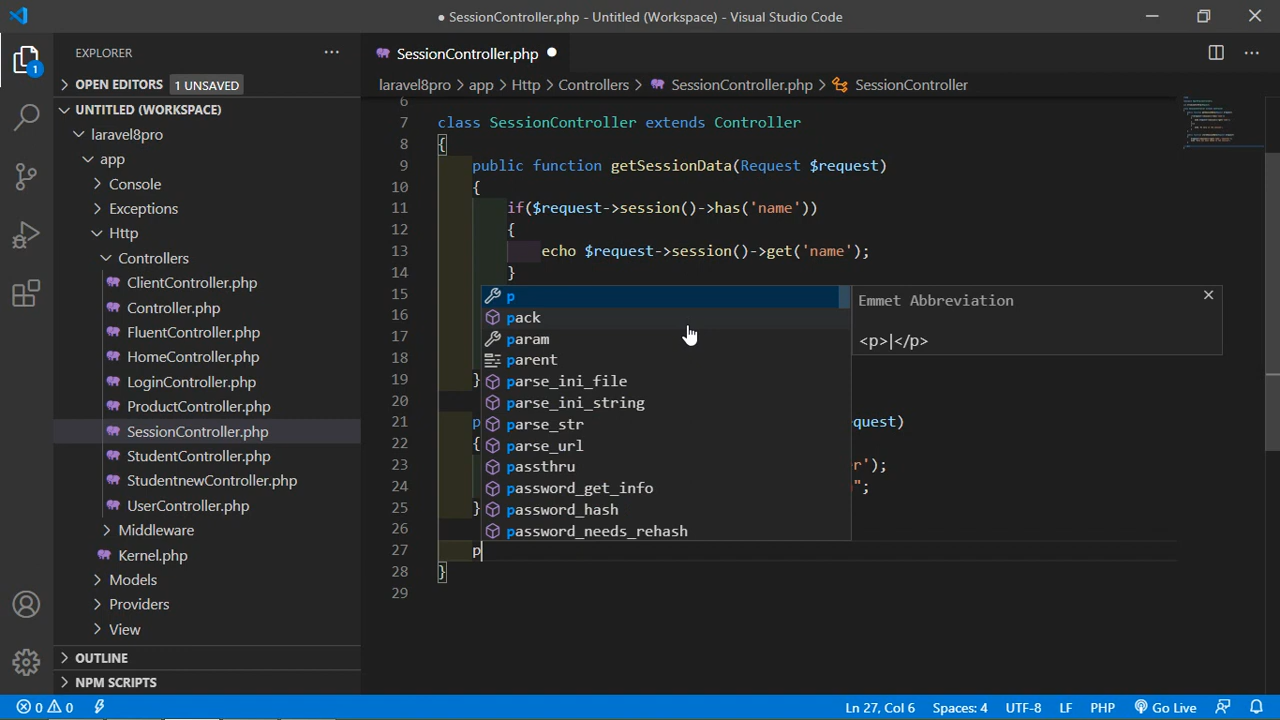 SessionController.php - Untitled (Workspace) - Visual Studio Code
EXPLORER
OPEN EDITORS 1 UNSAVED
UNTITLED (WORKSPACE)
laravel8pro
app
Console
Exceptions
Http
Controllers
ClientController.php
Controller.php
FluentController.php
HomeController.php
LoginController.php
ProductController.php
SessionController.php
StudentController.php
StudentnewController.php
UserController.php
Middleware
Kernel.php
Models
Providers
View
OUTLINE
NPM SCRIPTS
1
SessionController.php
laravel8pro > app > Http > Controllers > SessionController.php > SessionController
6
7 class SessionController extends Controller
8 {
9 public function getSessionData(Request $request)
10 {
11 if($request->session()->has('name'))
12 {
13 echo $request->session()->get('name');
14 }
15
16
17
18
19 }
20
21 p quest)
22 {
23 r');
24 ";
25 }
26
27 p
28 }
29
p
pack
param
parent
parse_ini_file
parse_ini_string
parse_str
parse_url
passthru
password_get_info
password_hash
password_needs_rehash
Emmet Abbreviation
<p>|</p>
0 0 Ln 27, Col 6 Spaces: 4 UTF-8 LF PHP Go Live